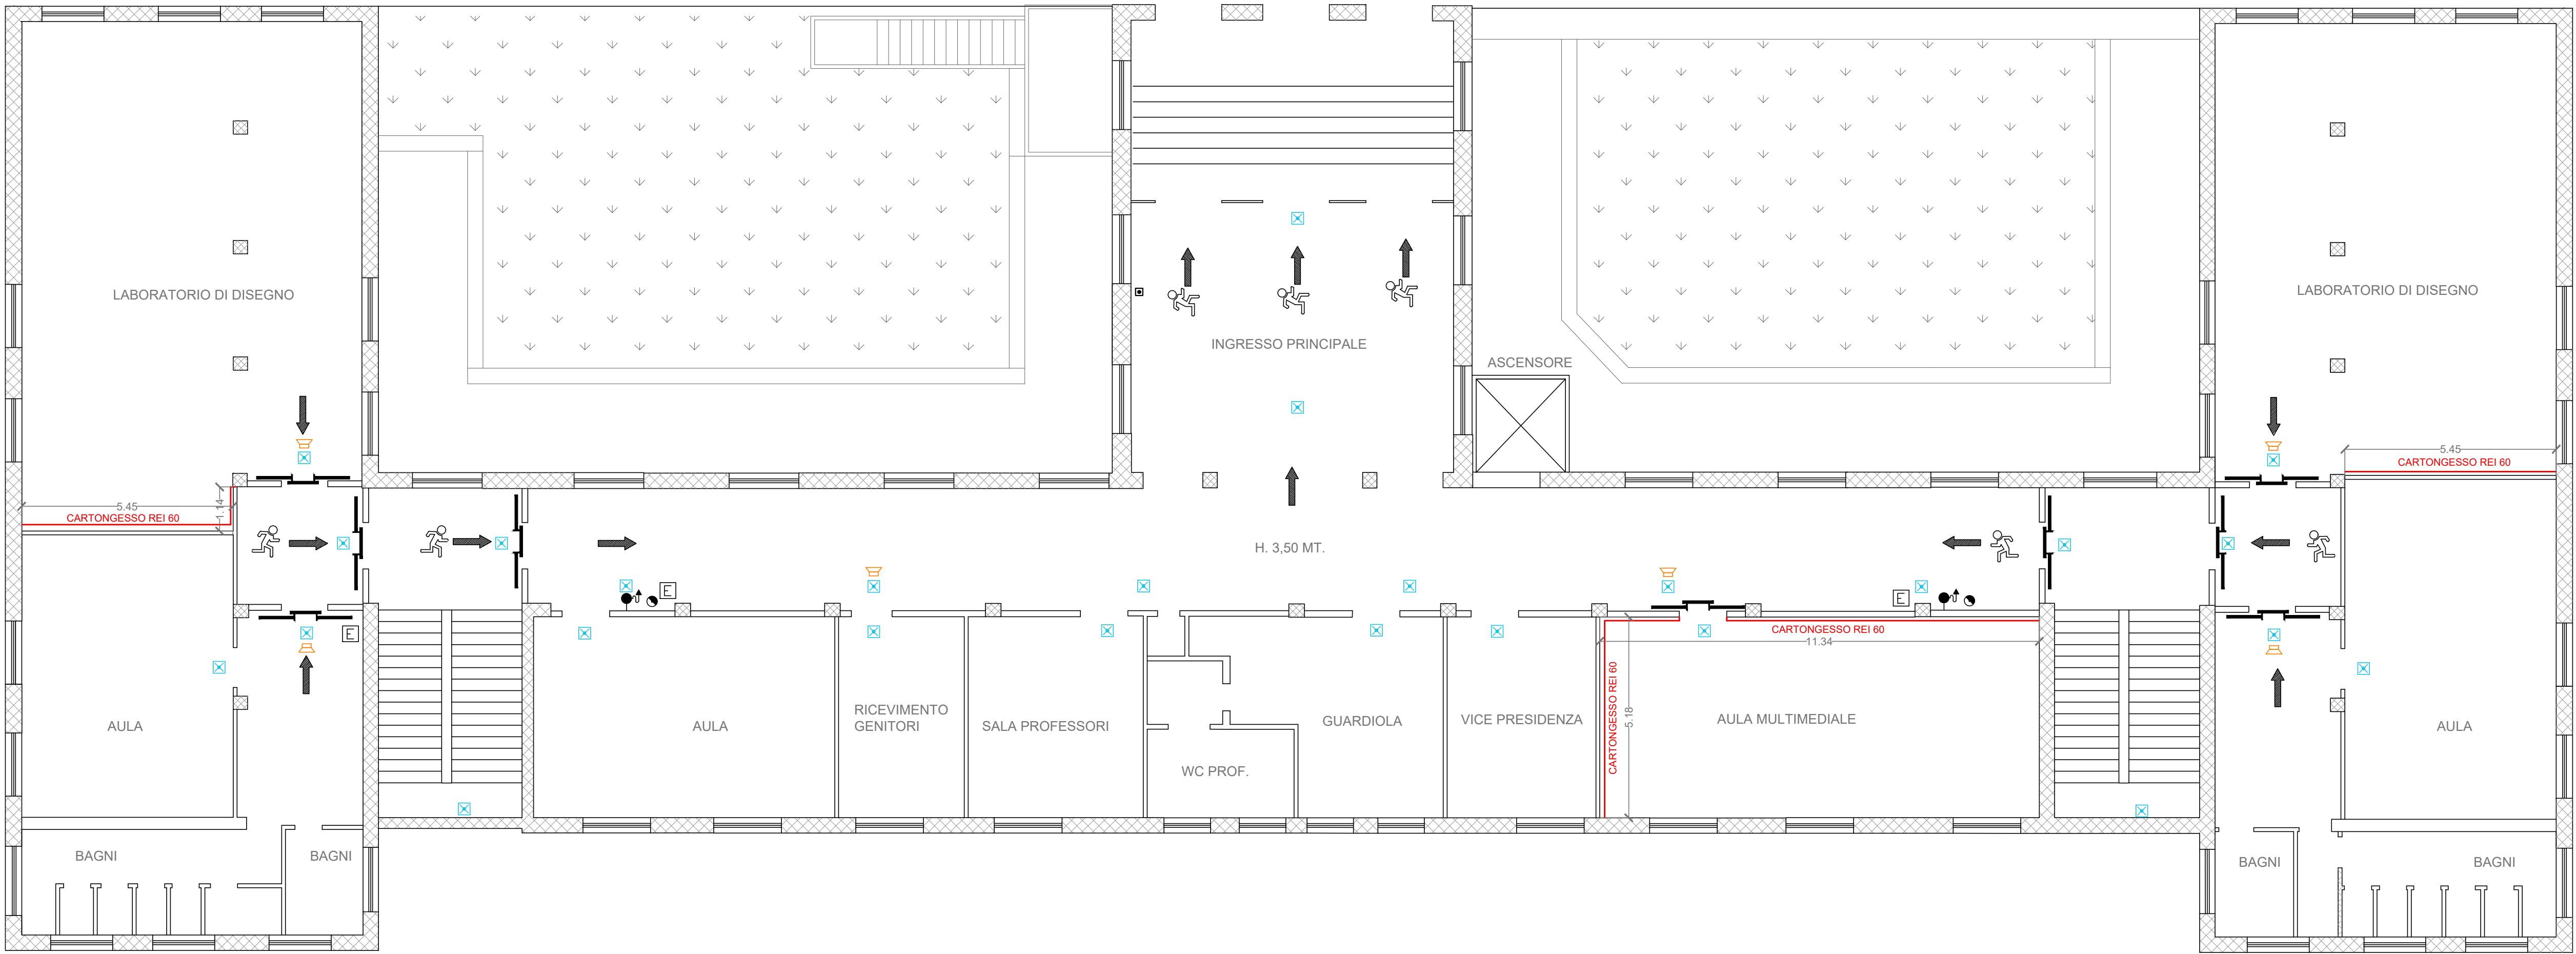 LABORATORIO DI DISEGNO
LABORATORIO DI DISEGNO
INGRESSO PRINCIPALE
ASCENSORE
5.45
CARTONGESSO REI 60
1.14
5.45
CARTONGESSO REI 60
H. 3,50 MT.
E
E
E
CARTONGESSO REI 60
11.34
CARTONGESSO REI 60
5.18
AULA
AULA
RICEVIMENTO
GENITORI
SALA PROFESSORI
WC PROF.
GUARDIOLA
VICE PRESIDENZA
AULA MULTIMEDIALE
AULA
BAGNI
BAGNI
BAGNI
BAGNI